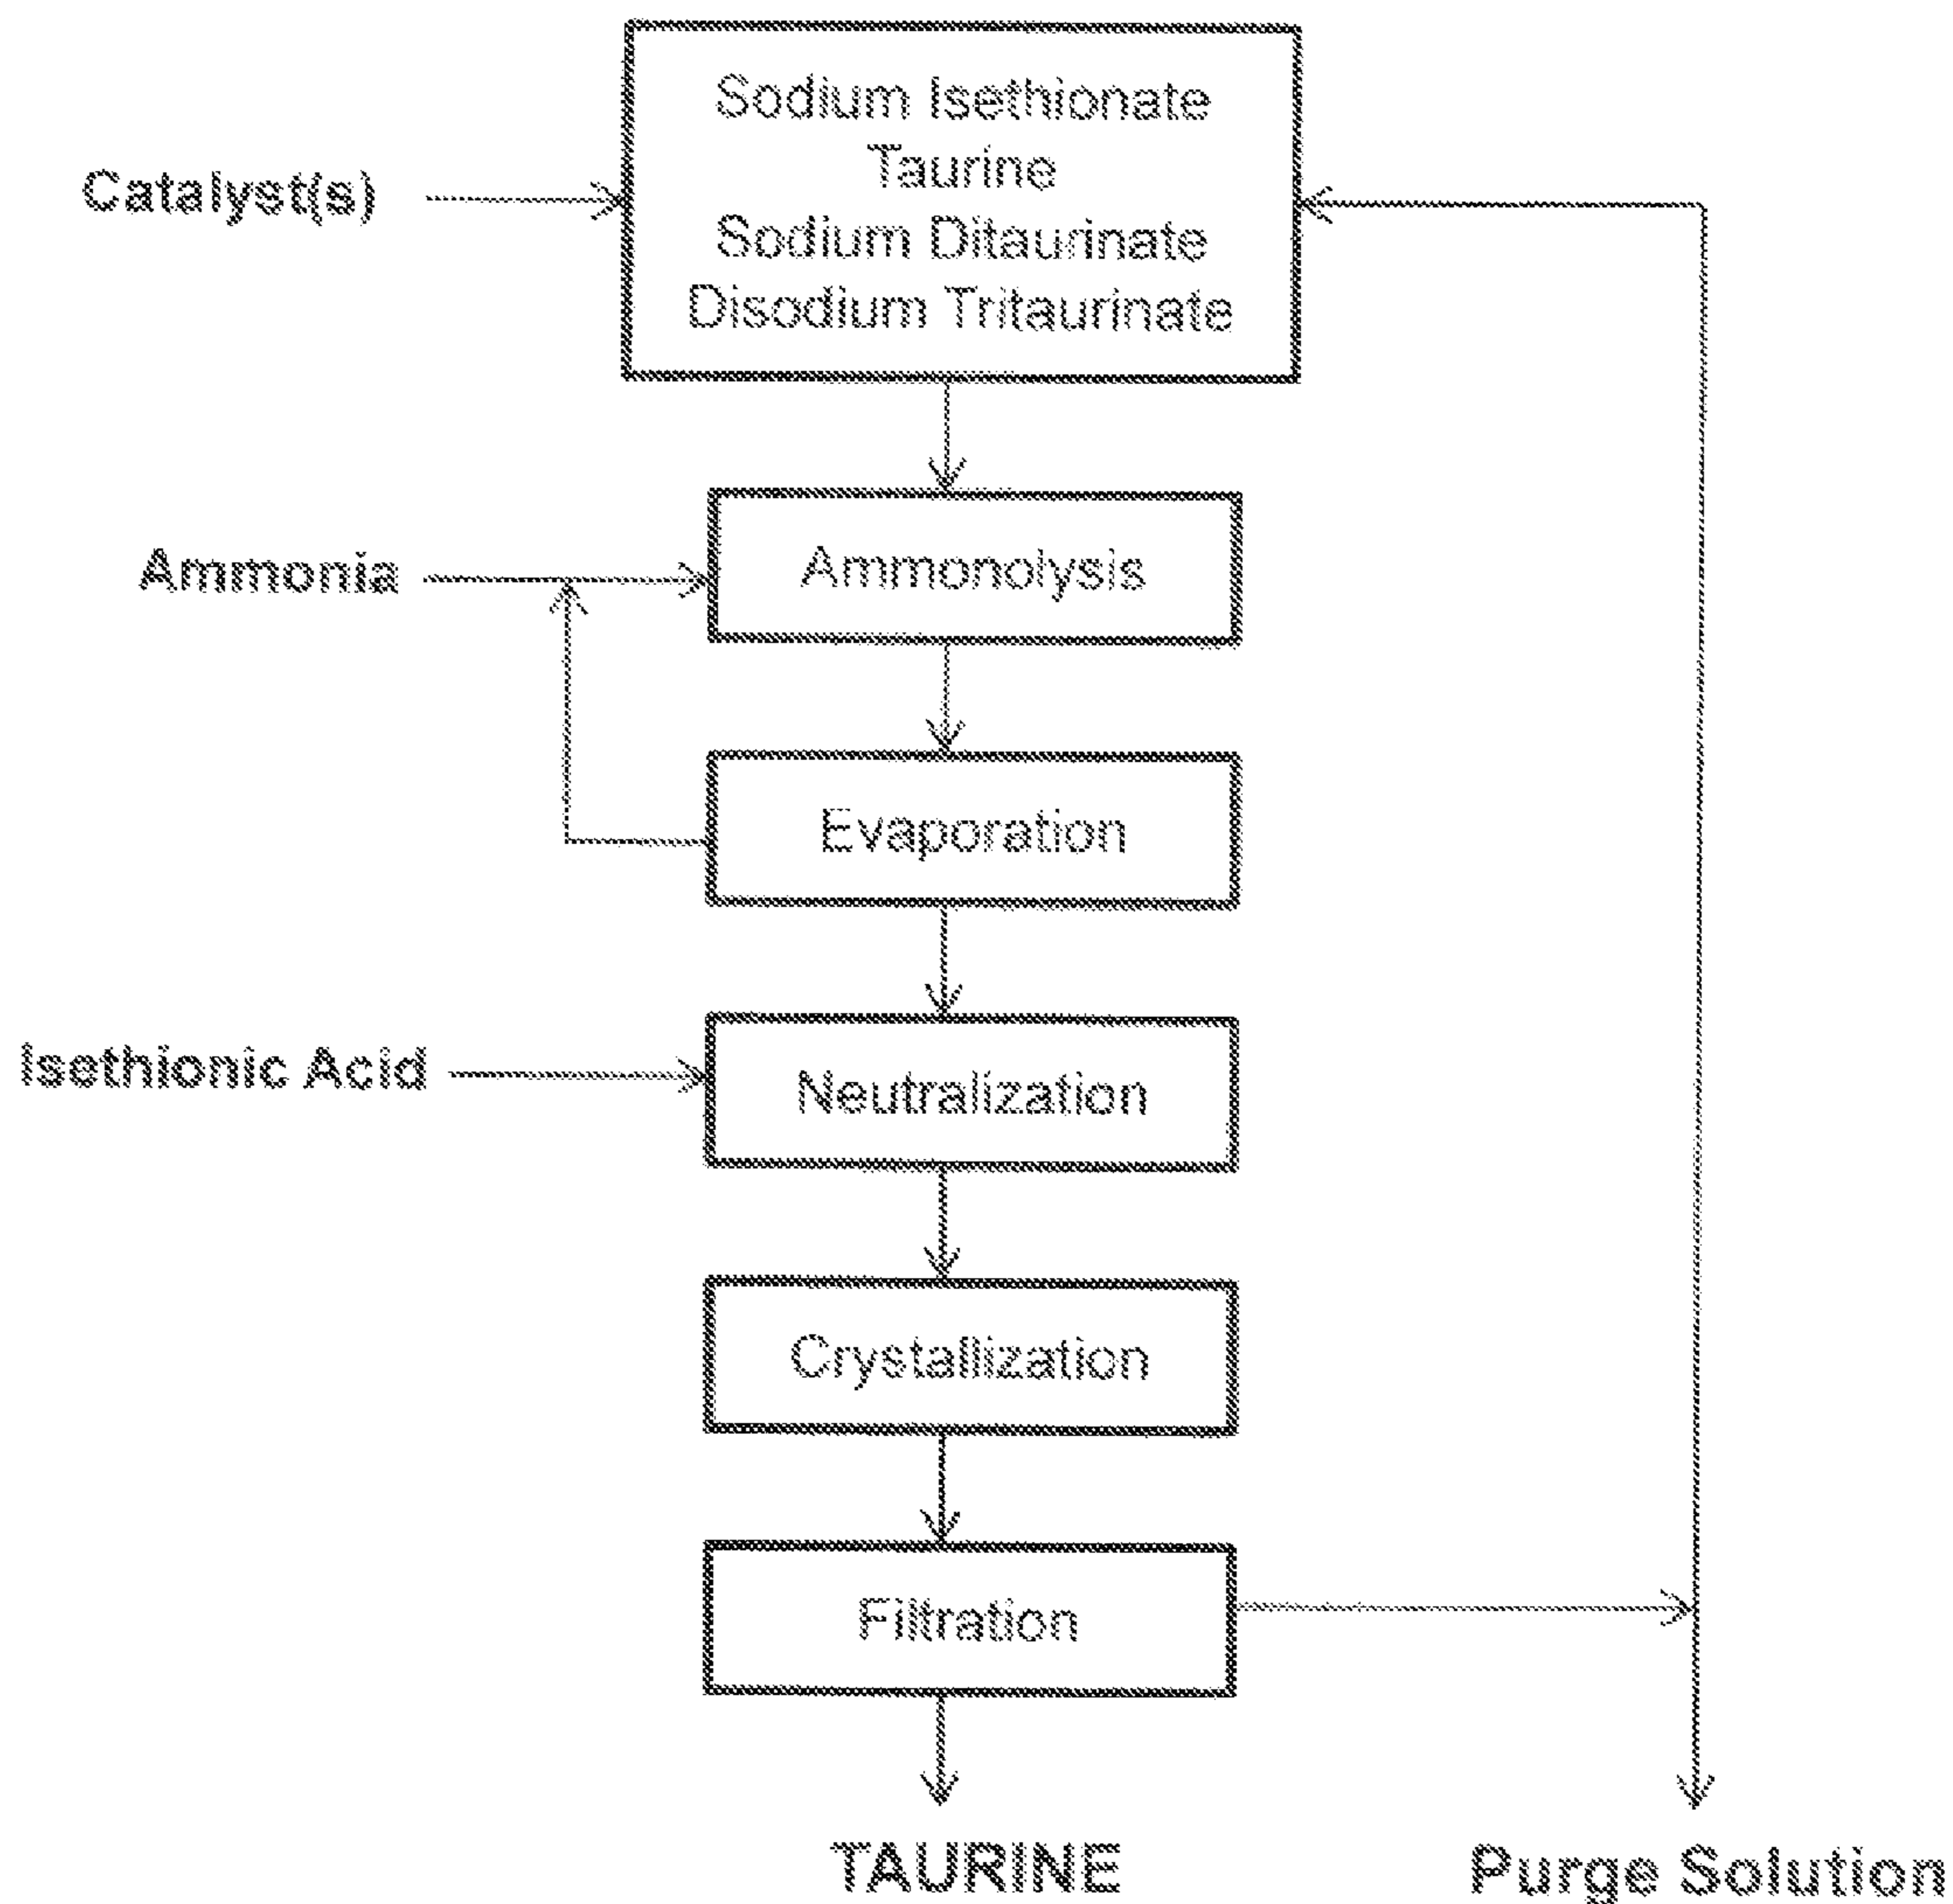 Sodium Isethionate
Taurine
Sodium Ditaurinate
Disodium Tritaurinate
Catalyst(s)
Ammonia
Ammonolysis
Evaporation
Isethionic Acid
Neutralization
Crystallization
Filtration
TAURINE
Purge Solution